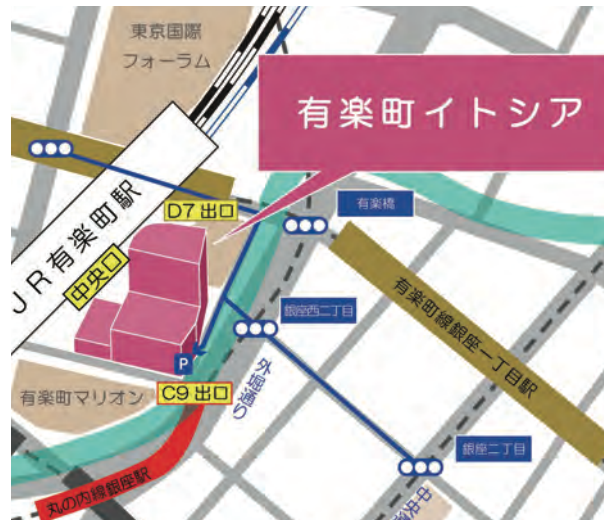 東京国際
フォーラム
有楽町イトシア
JR有楽町駅
中央口
D7 出口
有楽橋
有楽町線銀座一丁目駅
銀座西二丁目
外堀通り
P
有楽町マリオン
C9 出口
丸の内線銀座駅
銀座二丁目